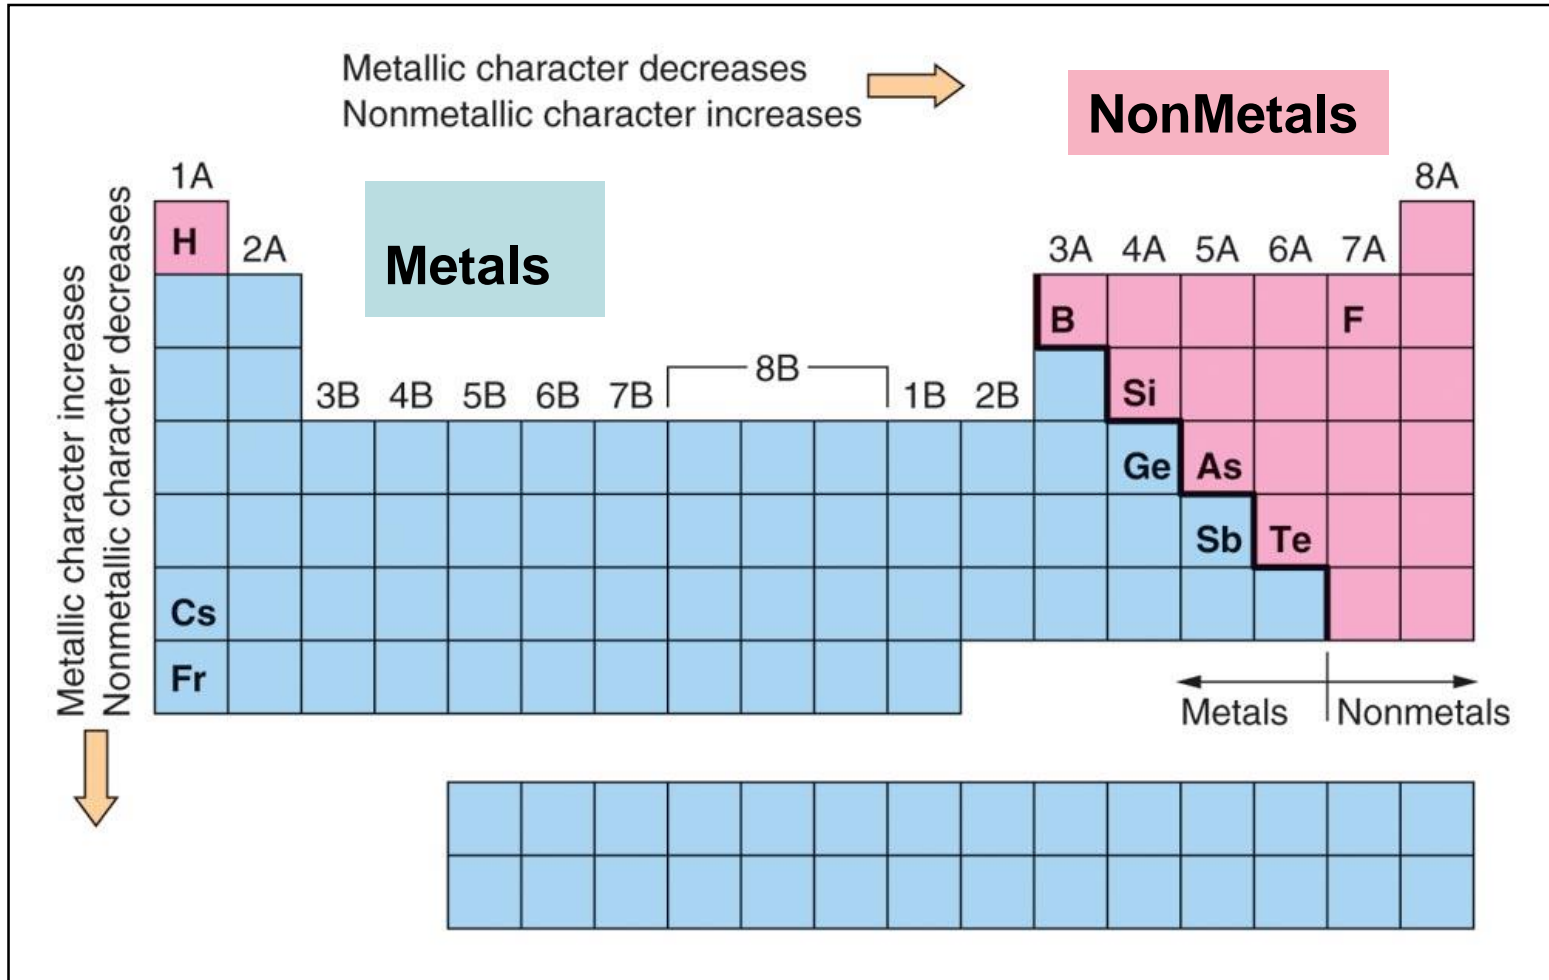 Metallic character decreases
Nonmetallic character increases
NonMetals
Metals
1A
2A
3B 4B 5B 6B 7B 8B 1B 2B
3A 4A 5A 6A 7A
8A
Metallic character increases
Nonmetallic character decreases
H
B F
Si
Ge As
Sb Te
Cs
Fr
Metals Nonmetals